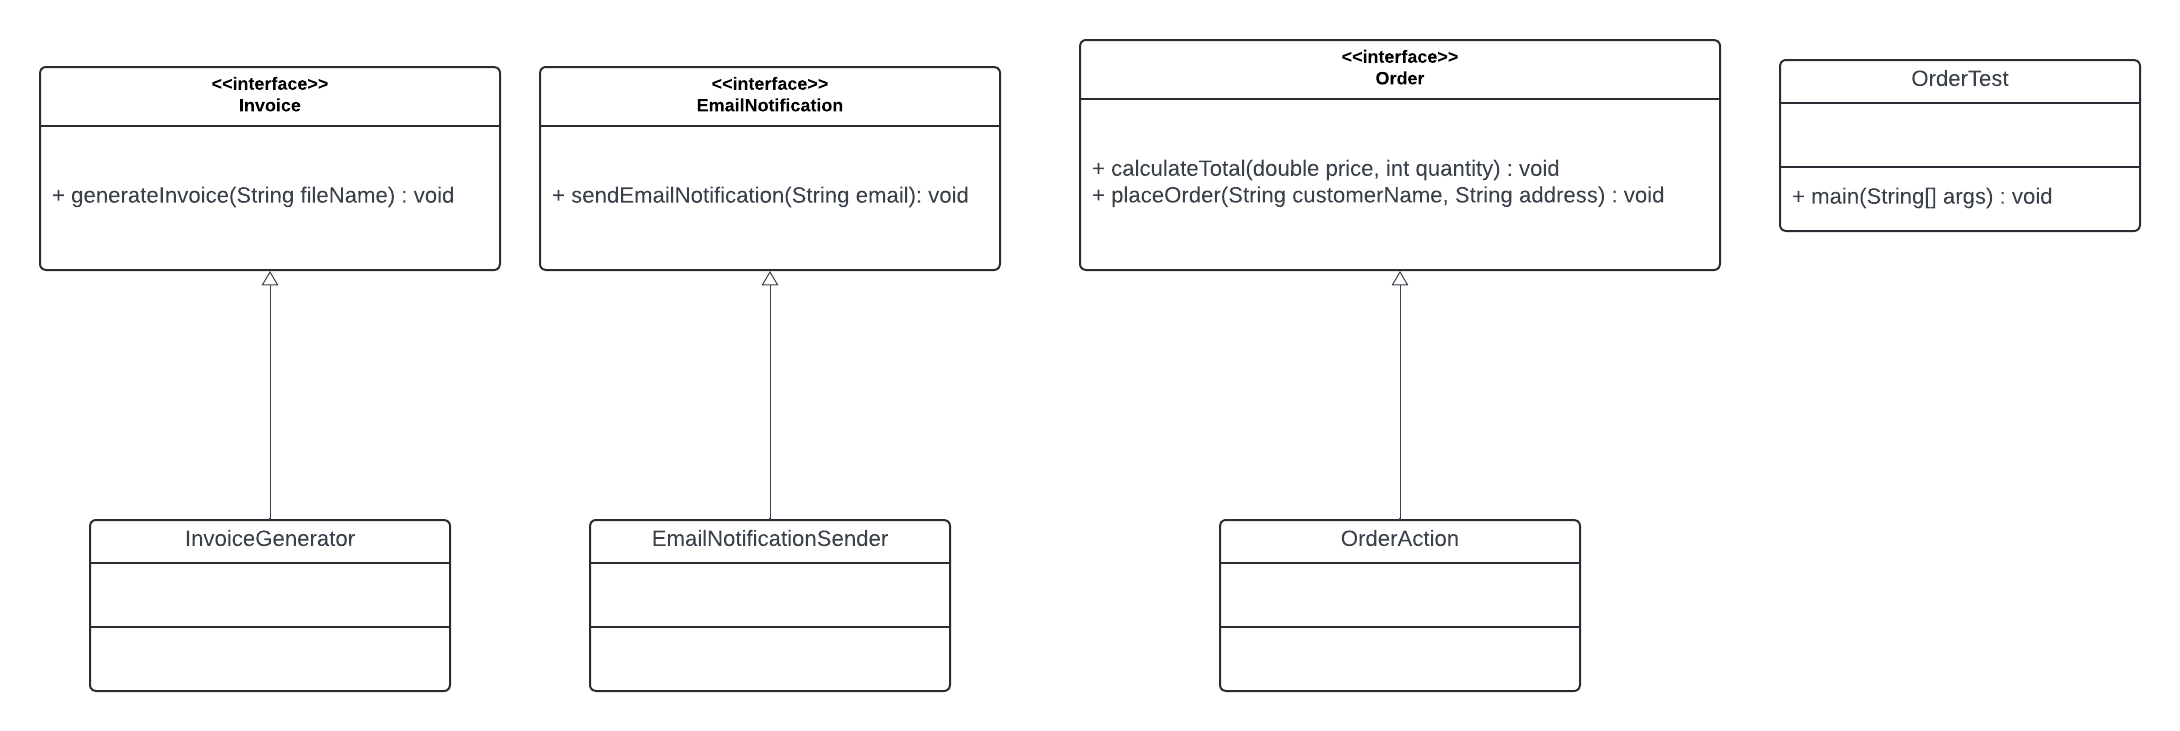 <<interface>>
Invoice
+ generateInvoice(String fileName) : void
<<interface>>
EmailNotification
+ sendEmailNotification(String email): void
<<interface>>
Order
+ calculateTotal(double price, int quantity) : void
+ placeOrder(String customerName, String address) : void
OrderTest
+ main(String[] args) : void
InvoiceGenerator
EmailNotificationSender
OrderAction